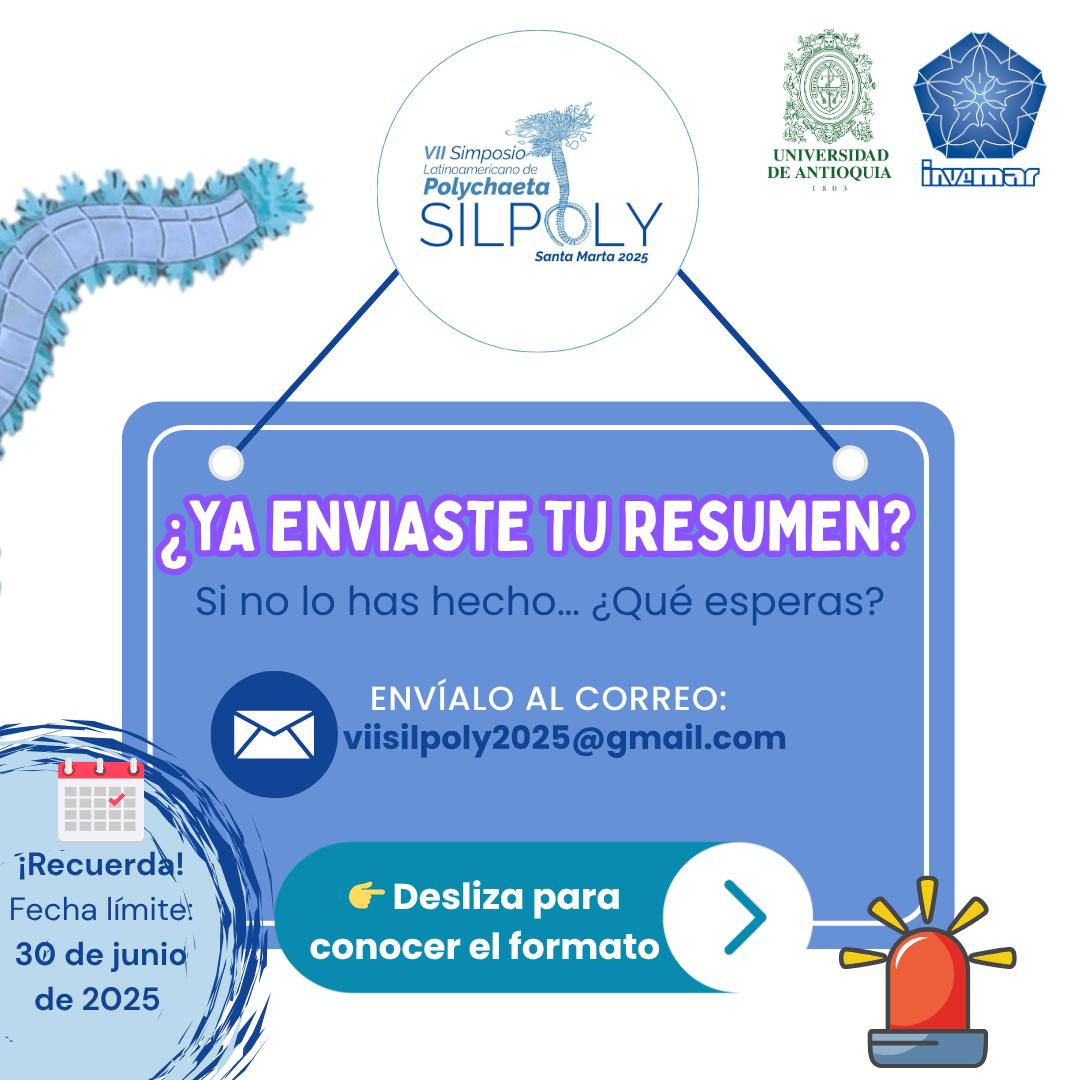 VII Simposio
Latinoamericano de
Polychaeta
SILPOLY
Santa Marta 2025
UNIVERSIDAD
DE ANTIOQUIA
1803
invemar
¿YA ENVIASTE TU RESUMEN?
Si no lo has hecho... ¿Qué esperas?
ENVÍALO AL CORREO:
viisilpoly2025@gmail.com
¡Recuerda!
Fecha límite:
30 de junio
de 2025
👉 Desliza para
conocer el formato